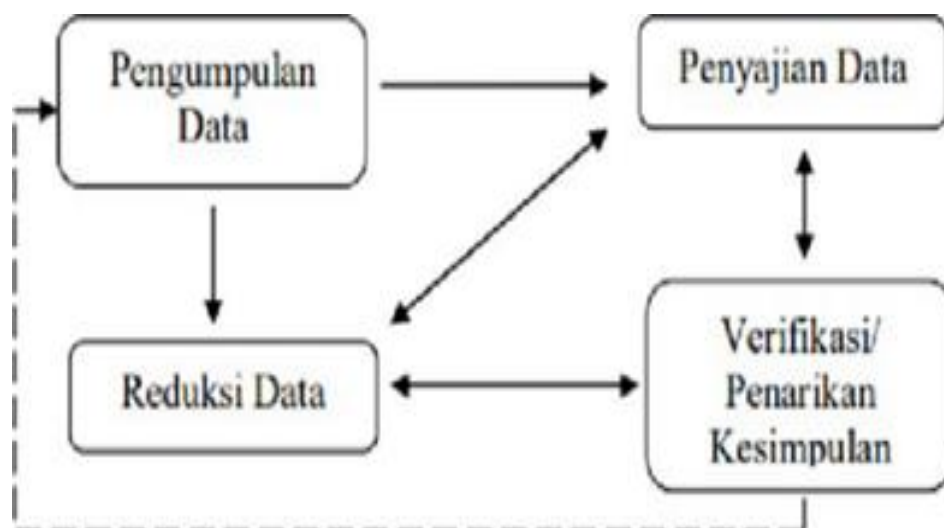 Pengumpulan
Data
Penyajian Data
Reduksi Data
Verifikasi/
Penarikan
Kesimpulan